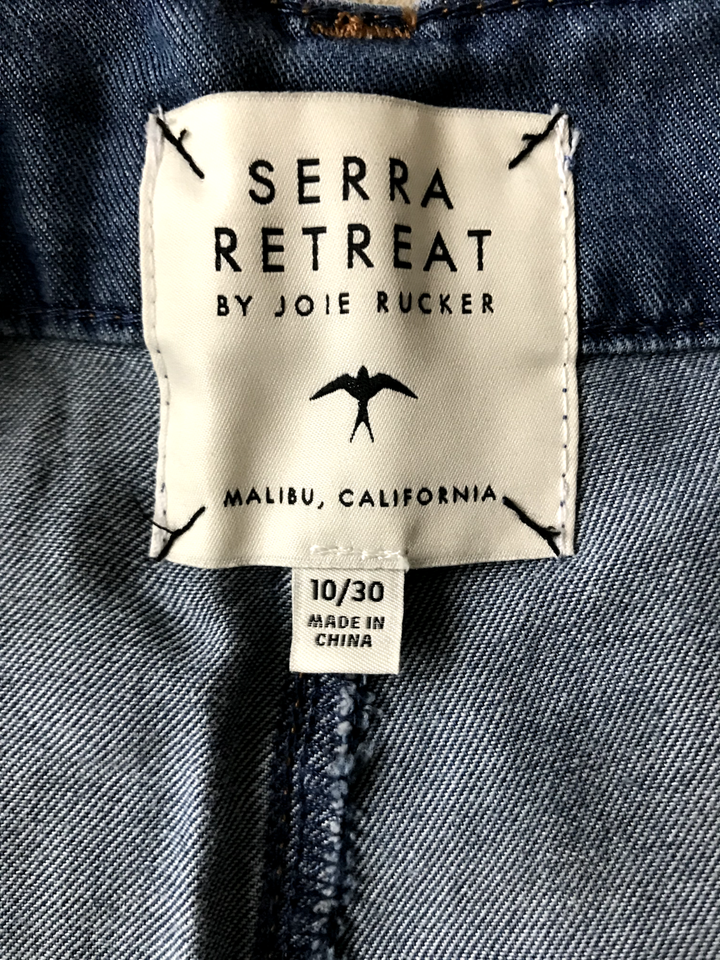 SERRA
RETREAT
BY JOIE RUCKER
MALIBU, CALIFORNIA
10/30
MADE IN
CHINA